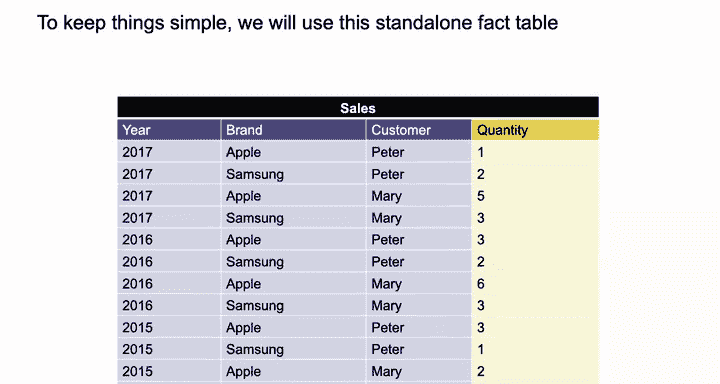 To keep things simple, we will use this standalone fact table
Sales
Year Brand Customer Quantity
2017 Apple Peter 1
2017 Samsung Peter 2
2017 Apple Mary 5
2017 Samsung Mary 3
2016 Apple Peter 3
2016 Samsung Peter 2
2016 Apple Mary 6
2016 Samsung Mary 3
2015 Apple Peter 3
2015 Samsung Peter 1
2015 Apple Mary 2